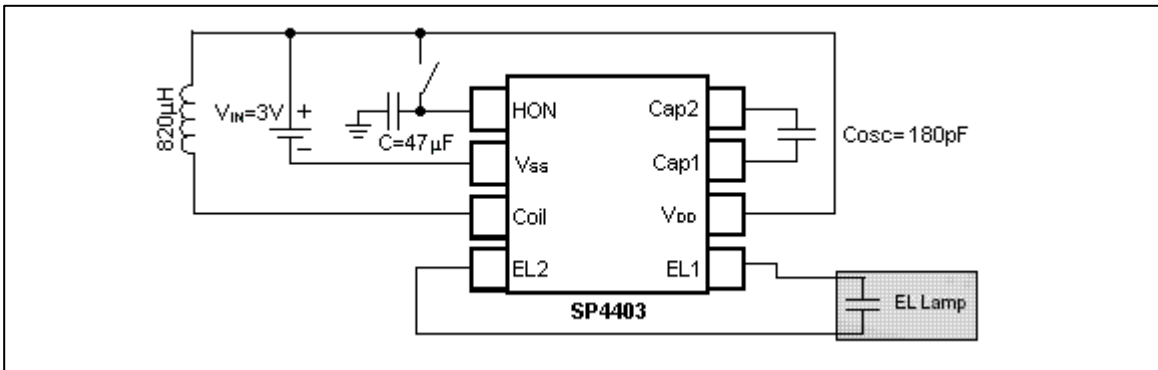 820µH
VIN=3V
+
−
C=47µF
HON
Vss
Coil
EL2
Cap2
Cap1
VDD
EL1
Cosc= 180pF
EL Lamp
SP4403